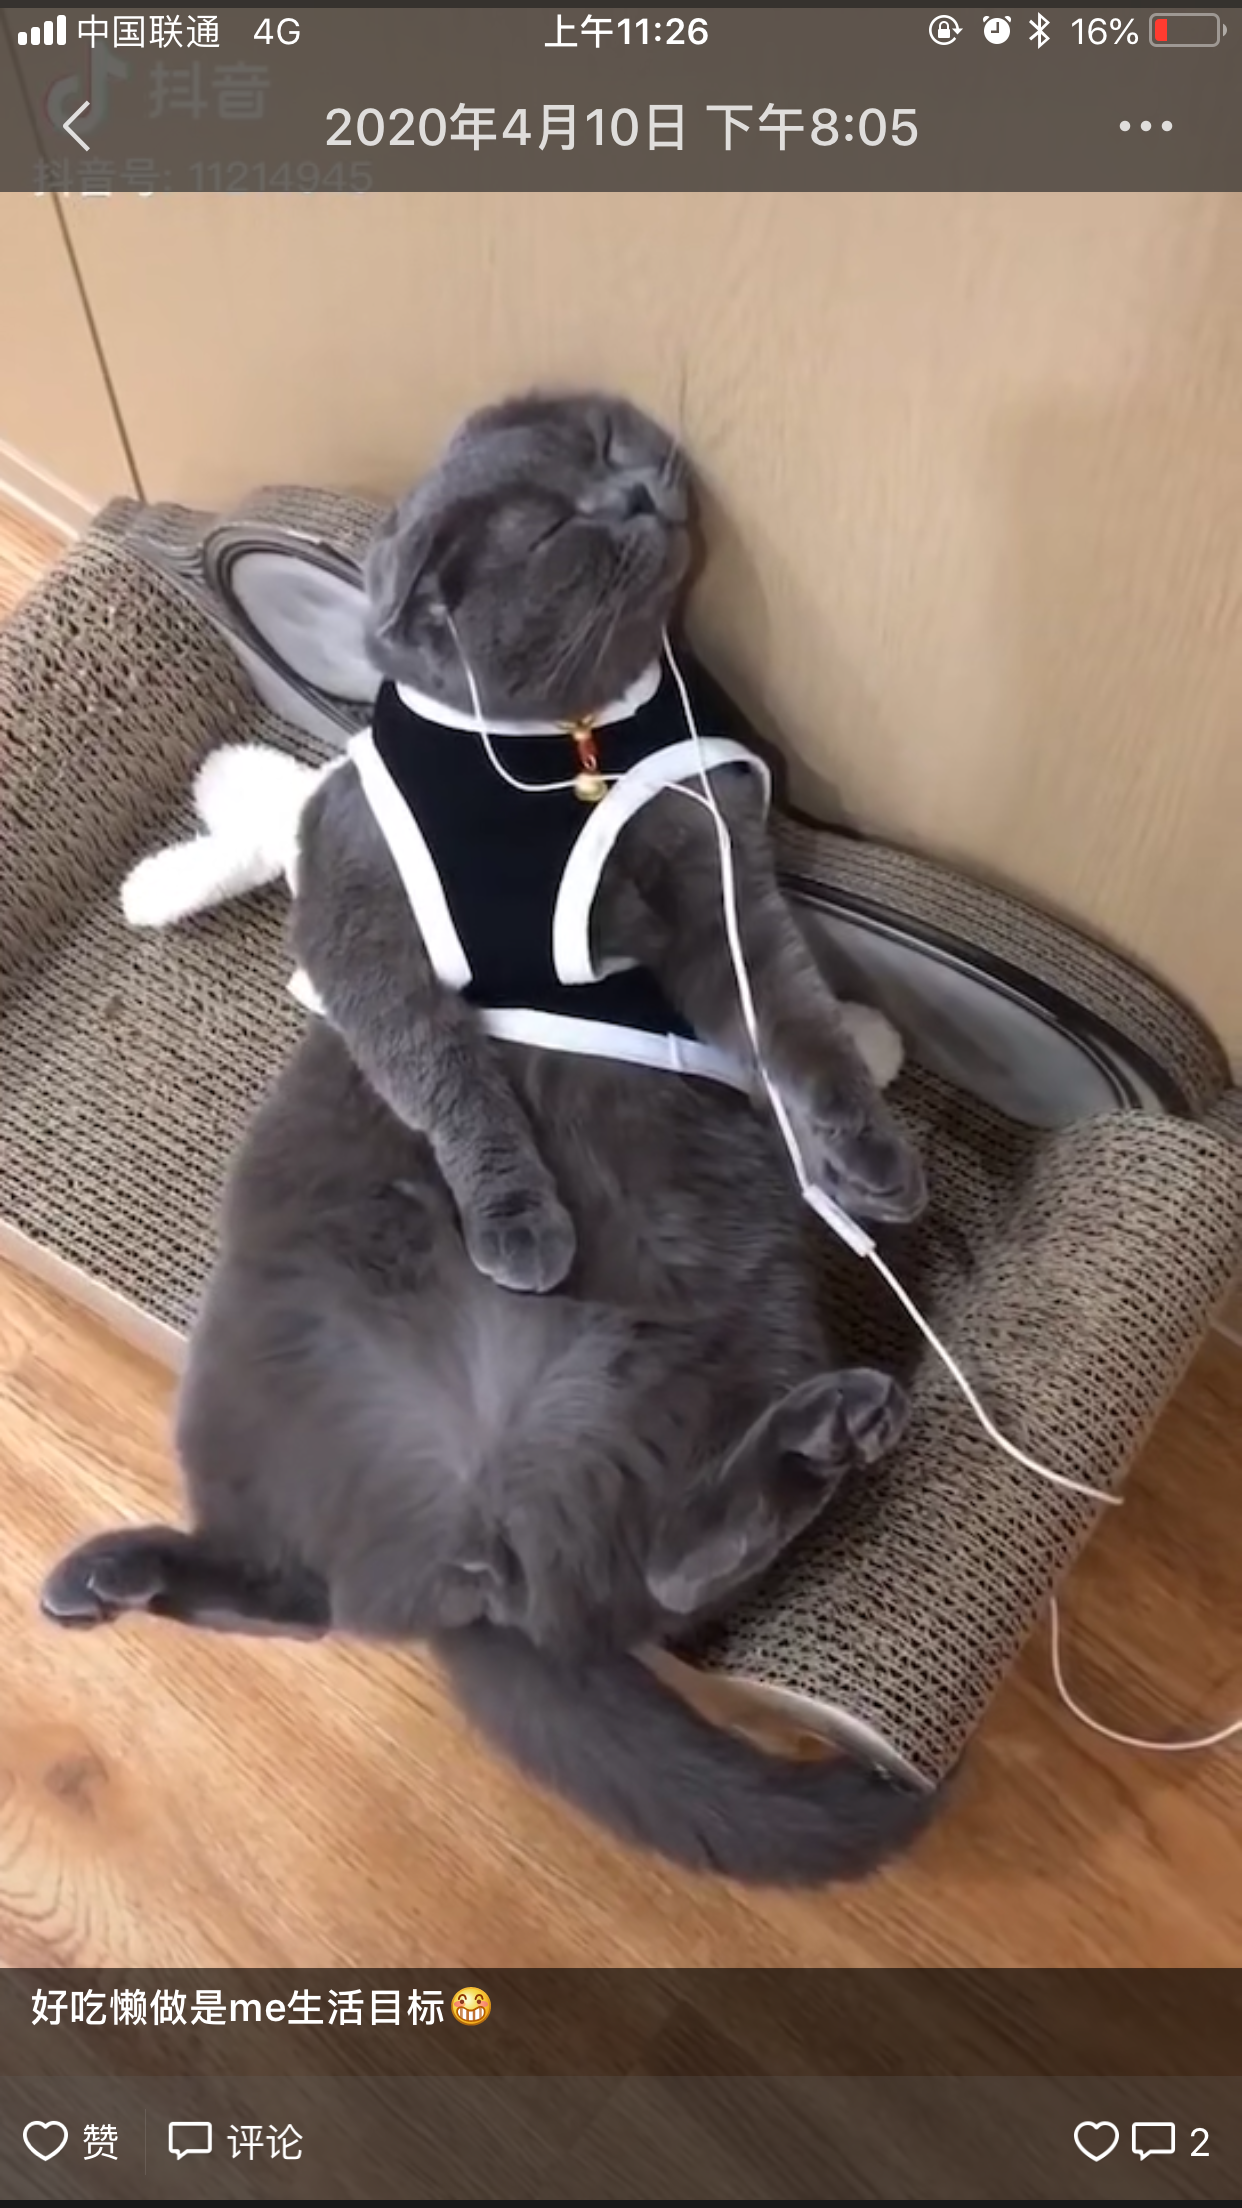 中国联通 4G 上午11:26 16%
抖音
2020年4月10日 下午8:05
抖音号: 11214945
好吃懒做是me生活目标😁
赞 评论 2